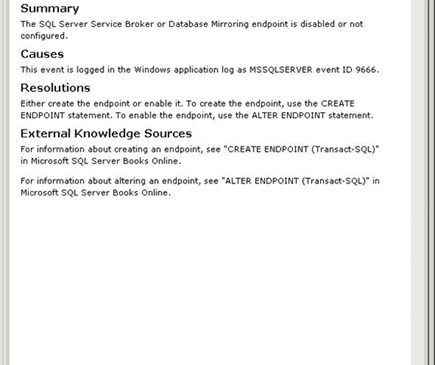 Summary
The SQL Server Service Broker or Database Mirroring endpoint is disabled or not
configured.
Causes
This event is logged in the Windows application log as MSSQLSERVER event ID 9666.
Resolutions
Either create the endpoint or enable it. To create the endpoint, use the CREATE
ENDPOINT statement. To enable the endpoint, use the ALTER ENDPOINT statement.
External Knowledge Sources
For information about creating an endpoint, see "CREATE ENDPOINT (Transact-SQL)"
in Microsoft SQL Server Books Online.
For information about altering an endpoint, see "ALTER ENDPOINT (Transact-SQL)" in
Microsoft SQL Server Books Online.